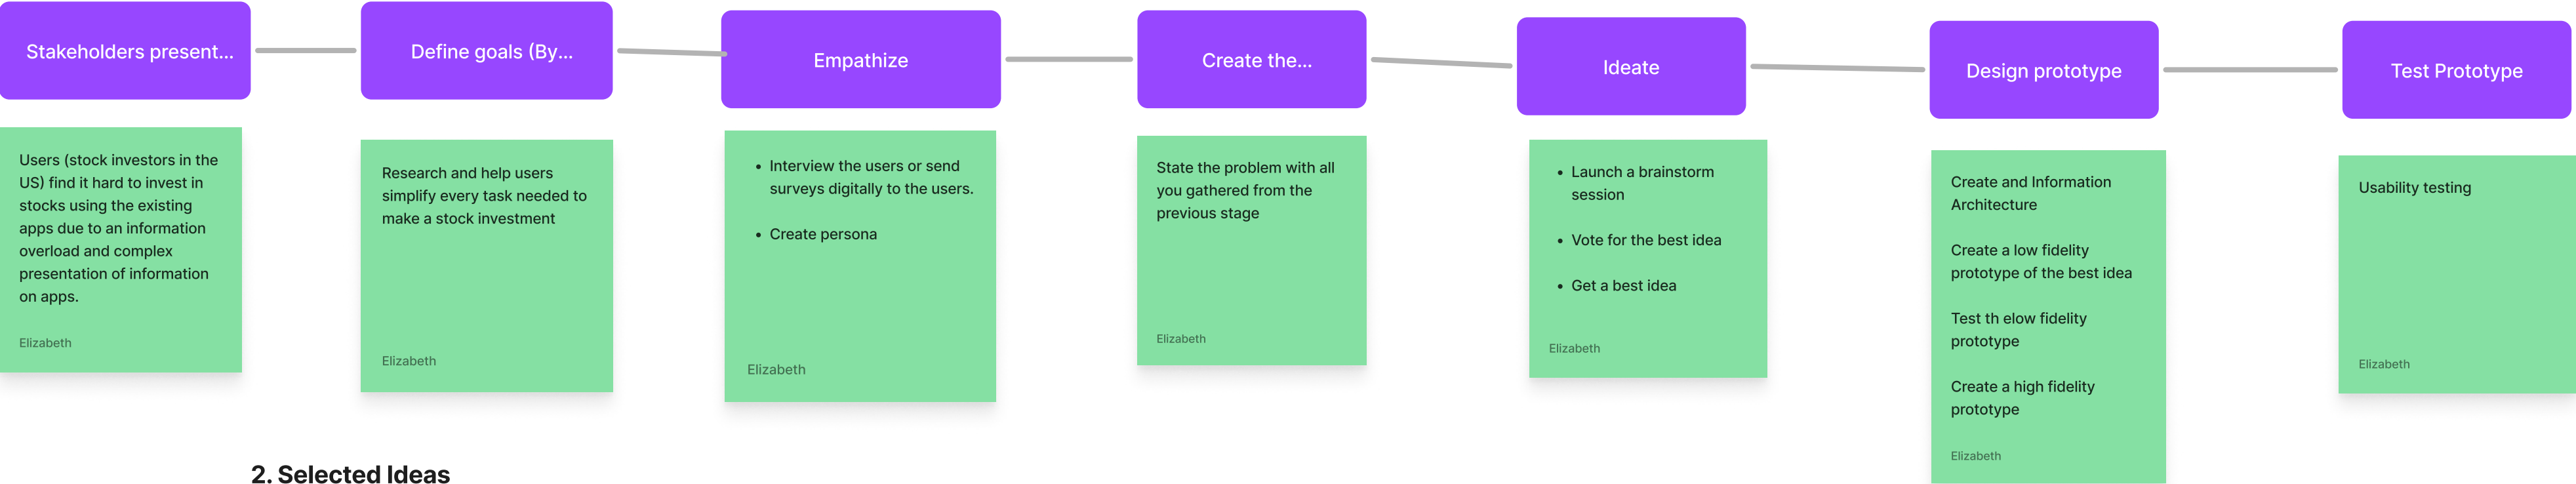 Stakeholders present...
Define goals (By...
Empathize
Create the...
Ideate
Design prototype
Test Prototype
Users (stock investors in the
US) find it hard to invest in
stocks using the existing
apps due to an information
overload and complex
presentation of information
on apps.
Elizabeth
Research and help users
simplify every task needed to
make a stock investment
Elizabeth
• Interview the users or send
surveys digitally to the users.
• Create persona
Elizabeth
State the problem with all
you gathered from the
previous stage
Elizabeth
• Launch a brainstorm
session
• Vote for the best idea
• Get a best idea
Elizabeth
Create and Information
Architecture
Create a low fidelity
prototype of the best idea
Test th elow fidelity
prototype
Create a high fidelity
prototype
Elizabeth
Usability testing
Elizabeth
2. Selected Ideas